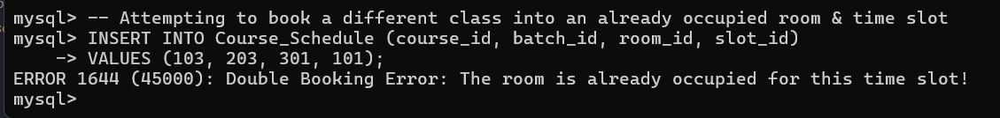 mysql> -- Attempting to book a different class into an already occupied room & time slot
mysql> INSERT INTO Course_Schedule (course_id, batch_id, room_id, slot_id)
    -> VALUES (103, 203, 301, 101);
ERROR 1644 (45000): Double Booking Error: The room is already occupied for this time slot!
mysql>